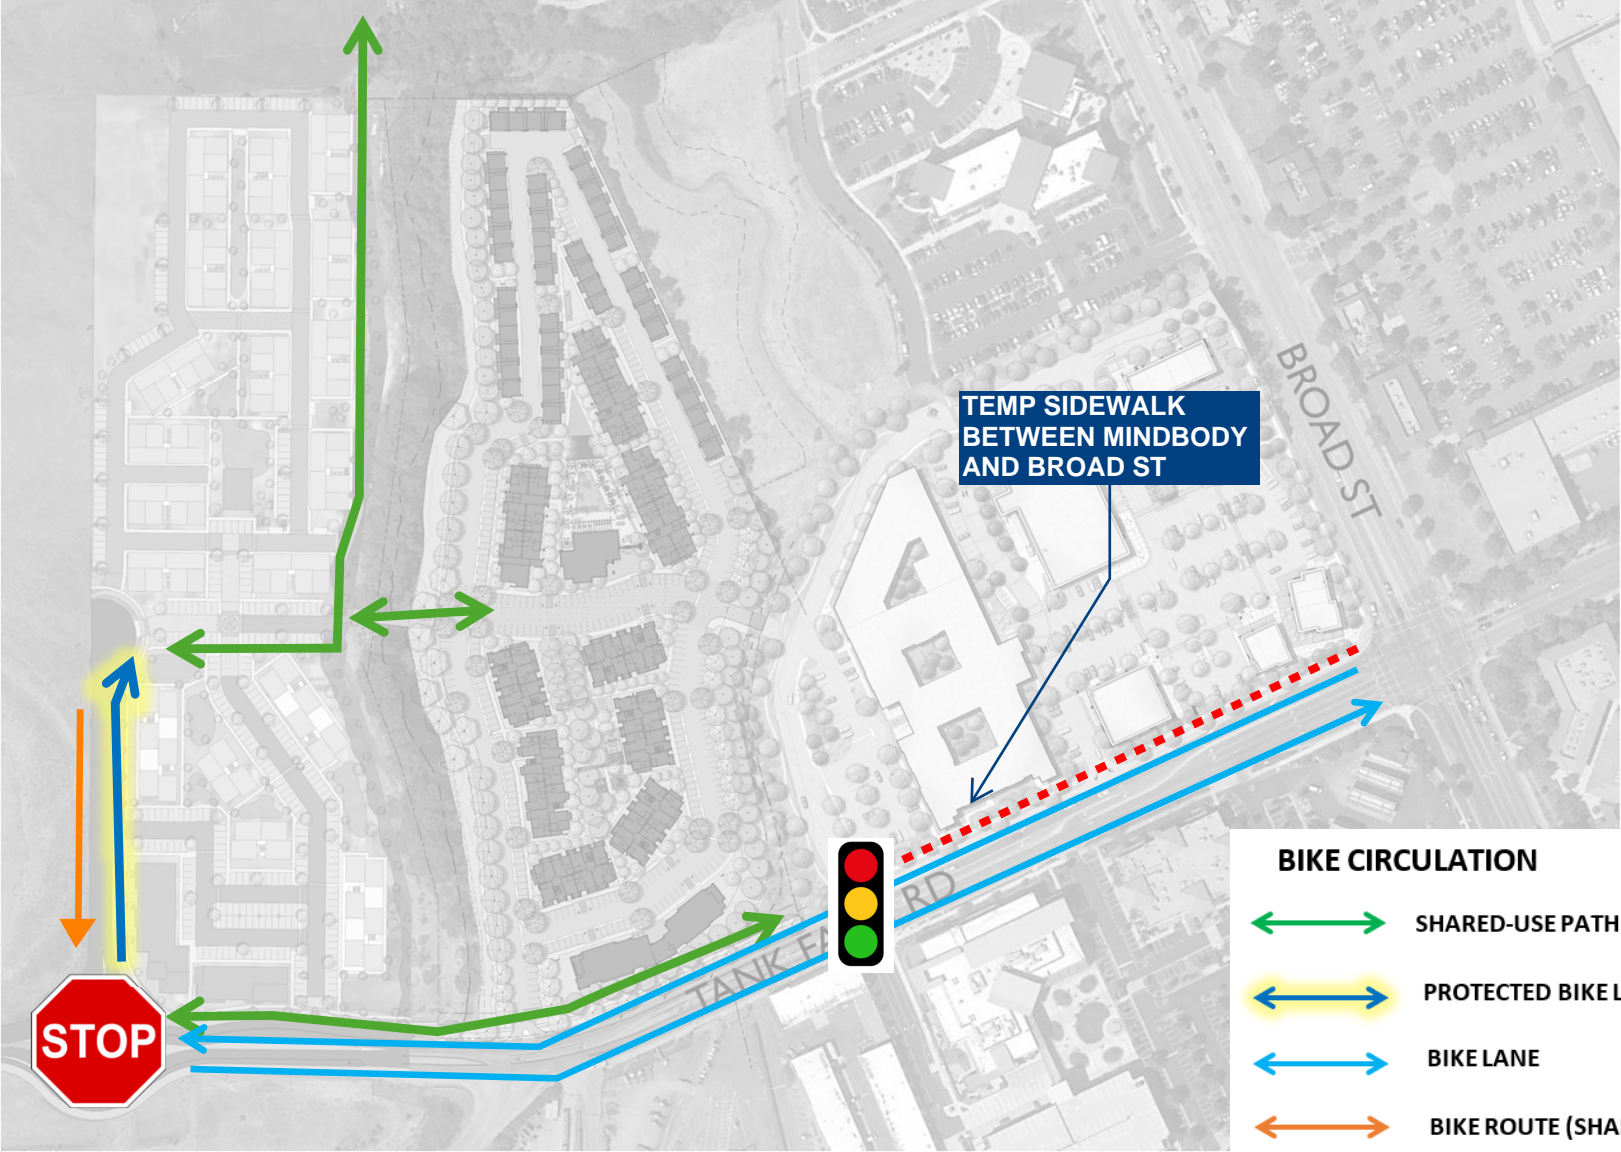 TEMP SIDEWALK
BETWEEN MINDBODY
AND BROAD ST
BROAD ST
TANK FA
RD
STOP
BIKE CIRCULATION
SHARED-USE PATH
PROTECTED BIKE L
BIKE LANE
BIKE ROUTE (SHA